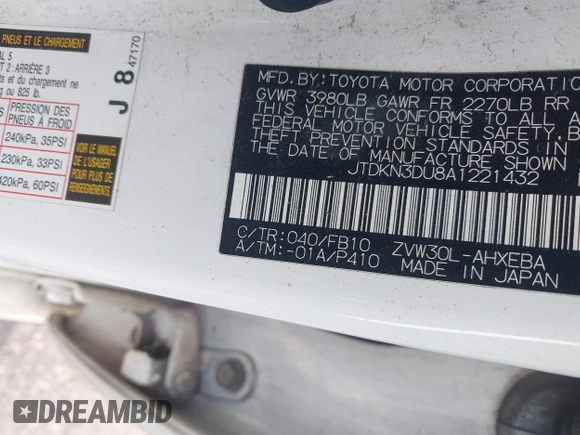 PNEUS ET LE CHARGEMENT
AL 5
T 2: ARRIÈRE 3
ts et du chargement ne
g ou 825 lb.
PRESSION DES
PNEUS À FROID
240kPa, 35PSI
230kPa, 33PSI
420kPa, 60PSI
VOIR LE MANUEL
DE L'USAGER
POUR PLUS DE
RENSEIGNEMENTS
J 8 47170
MFD. BY: TOYOTA MOTOR CORPORATION
GVWR 3980LB GAWR FR 2270LB RR
THIS VEHICLE CONFORMS TO ALL A
FEDERAL MOTOR VEHICLE SAFETY, B
THEFT PREVENTION STANDARDS IN
THE DATE OF MANUFACTURE SHOWN
JTDKN3DU8A1221432
C/TR: 040/FB10 ZVW30L-AHXEBA
A/TM: -01A/P410 MADE IN JAPAN
DREAMBID